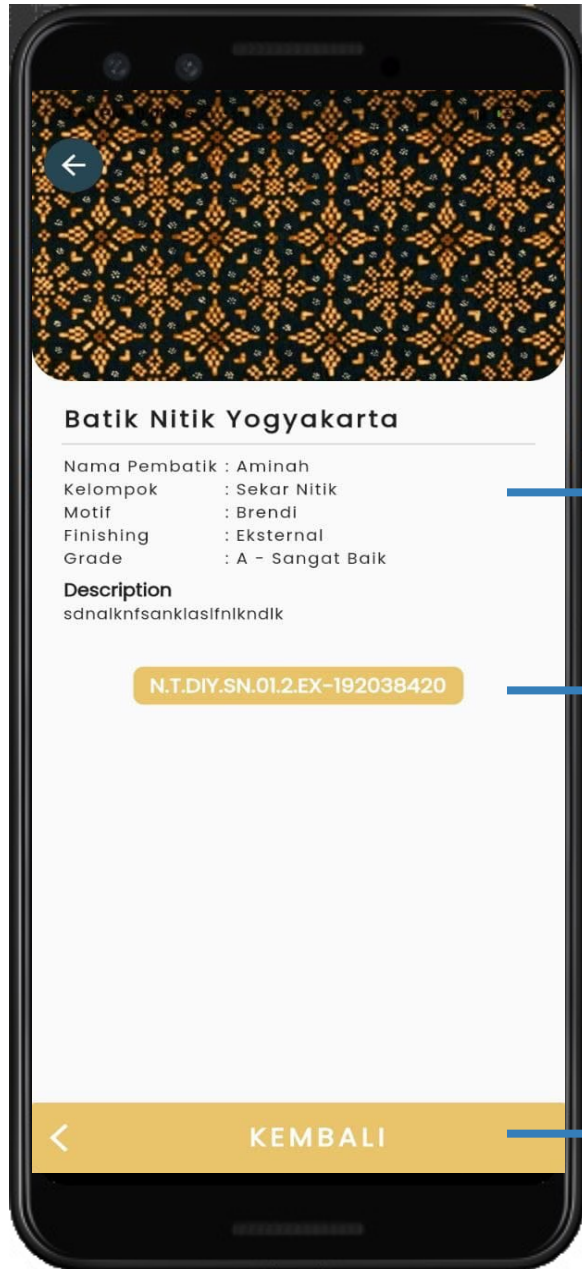 Batik Nitik Yogyakarta
Nama Pembatik : Aminah
Kelompok : Sekar Nitik
Motif : Brendi
Finishing : Eksternal
Grade : A - Sangat Baik
Description
sdnalknfsanklaslfnlkndlk
N.T.DIY.SN.01.2.EX-192038420
KEMBALI